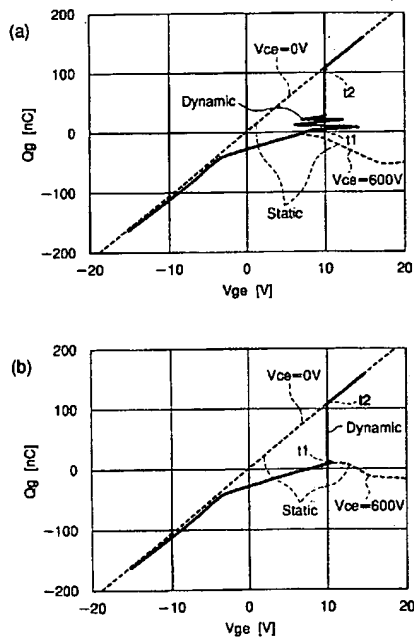 (a)
200
Vce=0V
100
Dynamic
t2
Qg [nC]
0
t1
Vce=600V
-100
Static
-200
-20
-10
0
10
20
Vge [V]
(b)
200
Vce=0V
100
t2
Dynamic
Qg [nC]
t1
0
Static
Vce=600V
-100
-200
-20
-10
0
10
20
Vge [V]